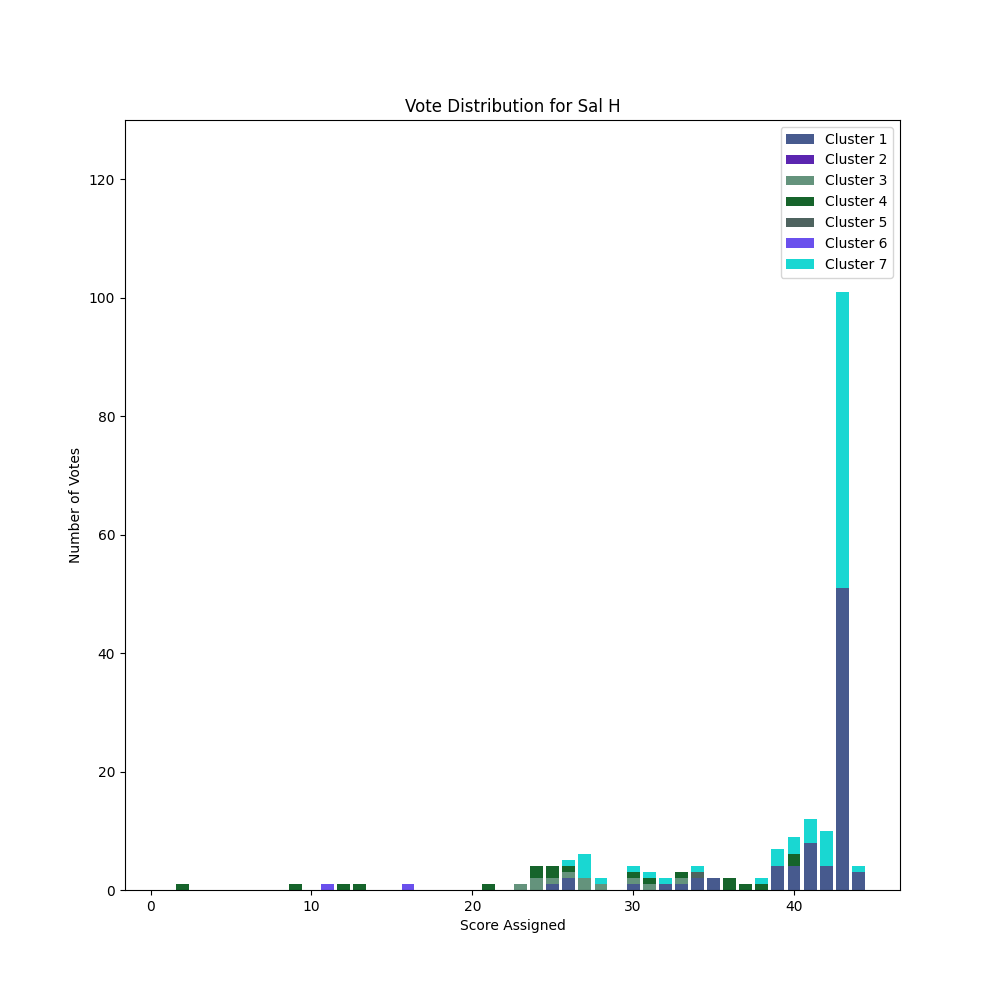 Vote Distribution for Sal H
Cluster 1
Cluster 2
Cluster 3
Cluster 4
Cluster 5
Cluster 6
Cluster 7
120
100
80
60
40
20
0
Number of Votes
0 10 20 30 40
Score Assigned